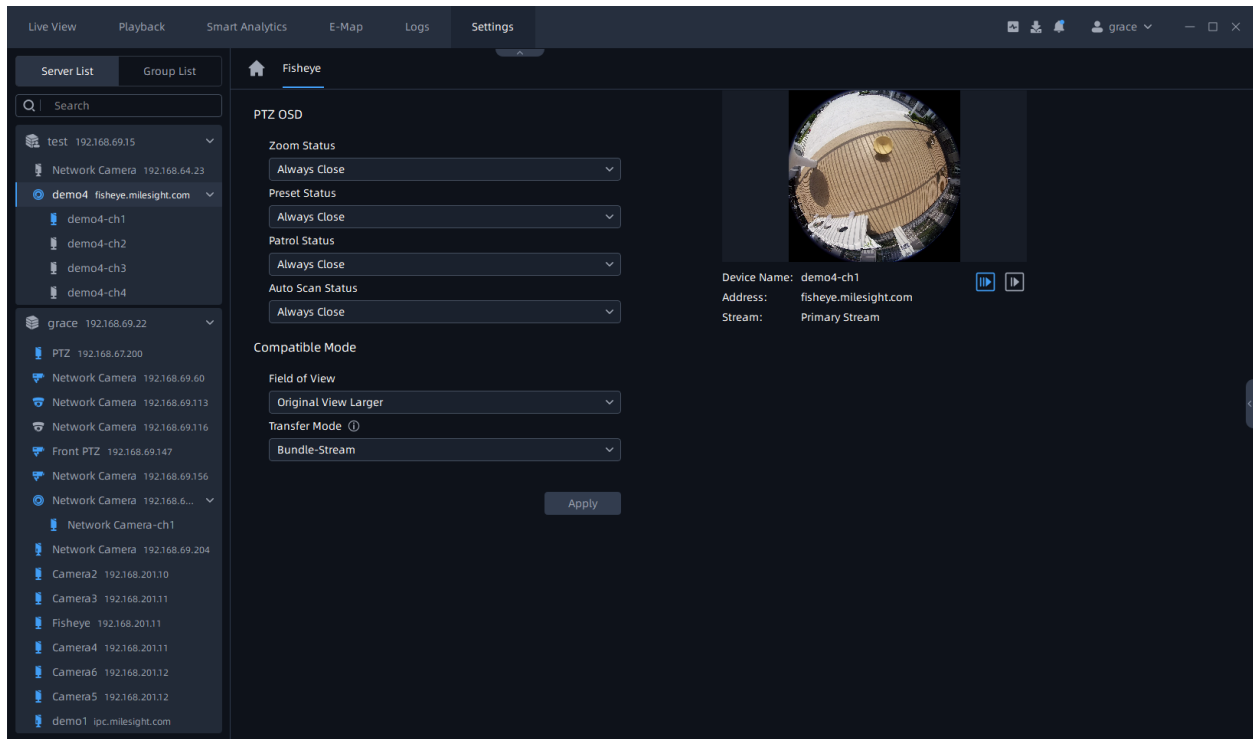 Live View Playback Smart Analytics E-Map Logs Settings grace
Server List Group List
Search
test 192.168.69.15
Network Camera 192.168.64.23
demo4 fisheye.milesight.com
demo4-ch1
demo4-ch2
demo4-ch3
demo4-ch4
grace 192.168.69.22
PTZ 192.168.67.200
Network Camera 192.168.69.60
Network Camera 192.168.69.113
Network Camera 192.168.69.116
Front PTZ 192.168.69.147
Network Camera 192.168.69.156
Network Camera 192.168.6...
Network Camera-ch1
Network Camera 192.168.69.204
Camera2 192.168.201.10
Camera3 192.168.201.11
Fisheye 192.168.201.11
Camera4 192.168.201.11
Camera6 192.168.201.12
Camera5 192.168.201.12
demo1 ipc.milesight.com
Fisheye
PTZ OSD
Zoom Status
Always Close
Preset Status
Always Close
Patrol Status
Always Close
Auto Scan Status
Always Close
Compatible Mode
Field of View
Original View Larger
Transfer Mode
Bundle-Stream
Apply
Device Name: demo4-ch1
Address: fisheye.milesight.com
Stream: Primary Stream